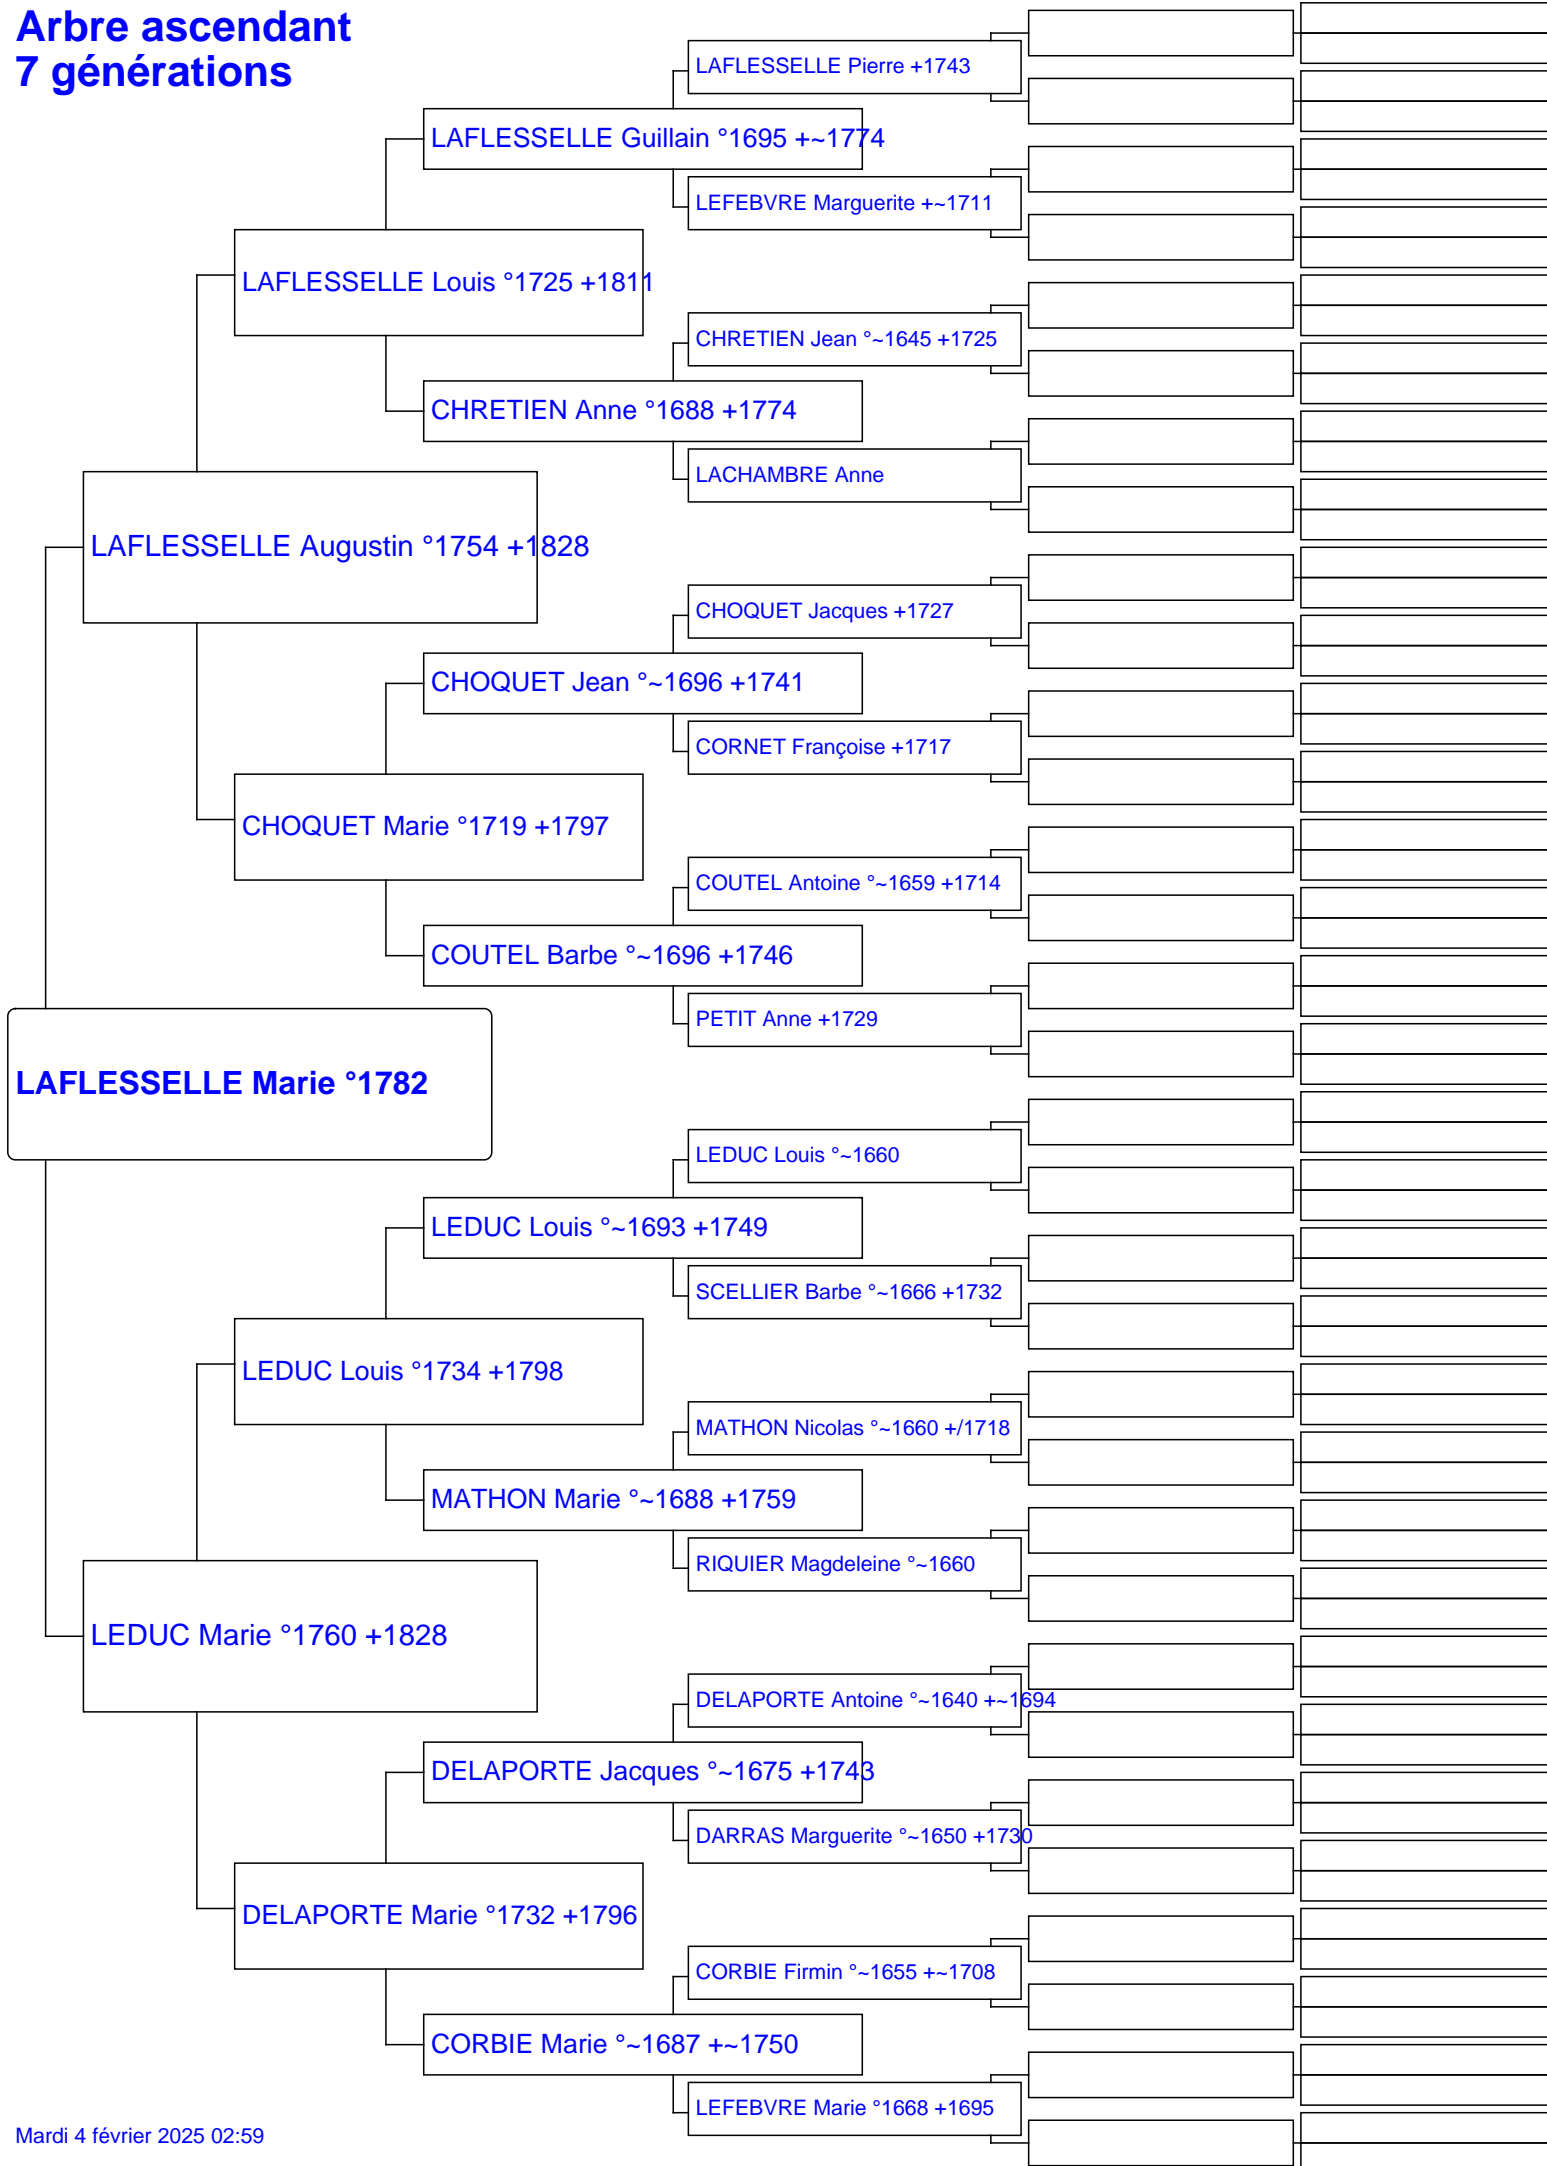 Arbre ascendant
7 générations
LAFLESSELLE Pierre +1743
LAFLESSELLE Guillain °1695 +~1774
LEFEBVRE Marguerite +~1711
LAFLESSELLE Louis °1725 +1811
CHRETIEN Jean °~1645 +1725
CHRETIEN Anne °1688 +1774
LACHAMBRE Anne
LAFLESSELLE Augustin °1754 +1828
CHOQUET Jacques +1727
CHOQUET Jean °~1696 +1741
CORNET Françoise +1717
CHOQUET Marie °1719 +1797
COUTEL Antoine °~1659 +1714
COUTEL Barbe °~1696 +1746
PETIT Anne +1729
LAFLESSELLE Marie °1782
LEDUC Louis °~1660
LEDUC Louis °~1693 +1749
SCELLIER Barbe °~1666 +1732
LEDUC Louis °1734 +1798
MATHON Nicolas °~1660 +/1718
MATHON Marie °~1688 +1759
RIQUIER Magdeleine °~1660
LEDUC Marie °1760 +1828
DELAPORTE Antoine °~1640 +~1694
DELAPORTE Jacques °~1675 +1743
DARRAS Marguerite °~1650 +1730
DELAPORTE Marie °1732 +1796
CORBIE Firmin °~1655 +~1708
CORBIE Marie °~1687 +~1750
LEFEBVRE Marie °1668 +1695
Mardi 4 février 2025 02:59